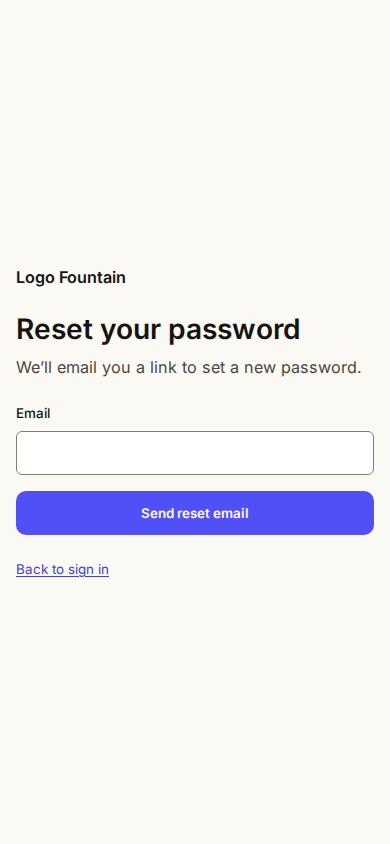 Logo Fountain
Reset your password
We’ll email you a link to set a new password.
Email
Send reset email
Back to sign in